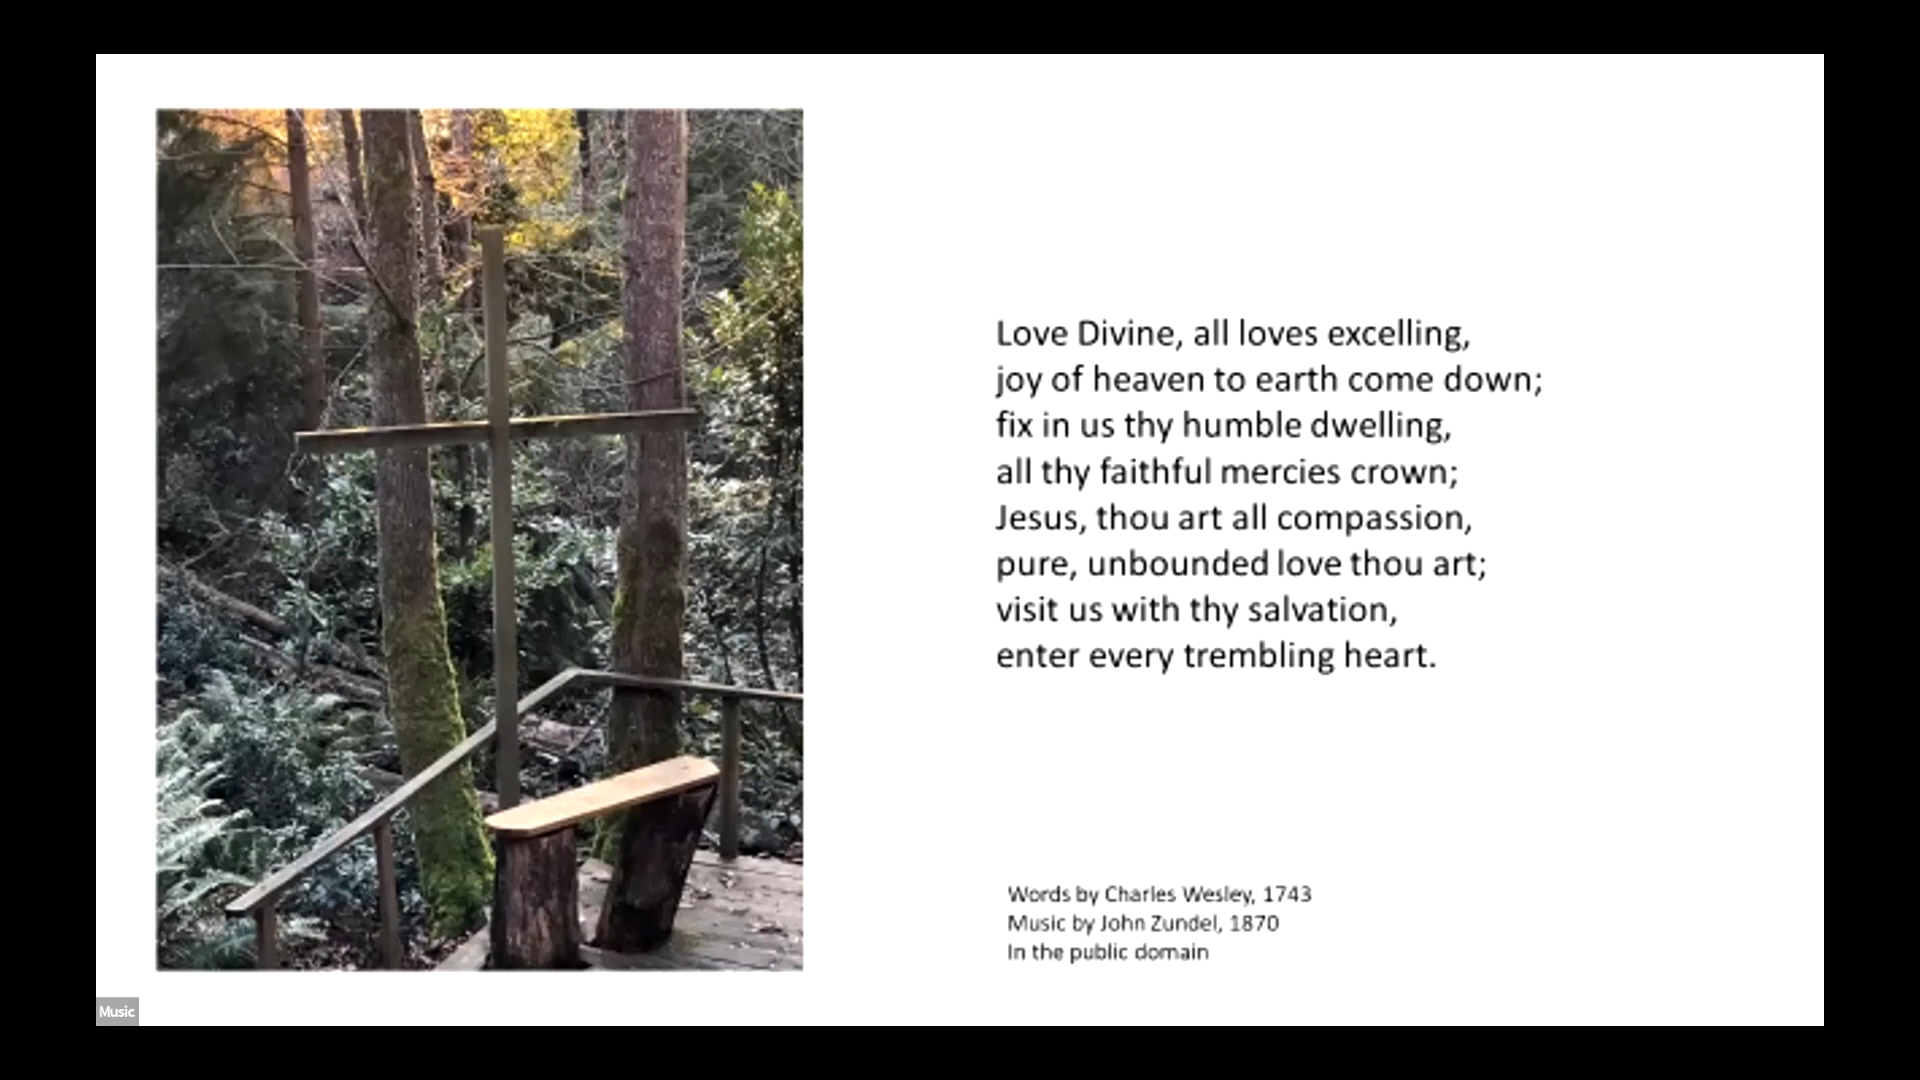 Love Divine, all loves excelling,
joy of heaven to earth come down;
fix in us thy humble dwelling,
all thy faithful mercies crown;
Jesus, thou art all compassion,
pure, unbounded love thou art;
visit us with thy salvation,
enter every trembling heart.
Words by Charles Wesley, 1743
Music by John Zundel, 1870
In the public domain
Music